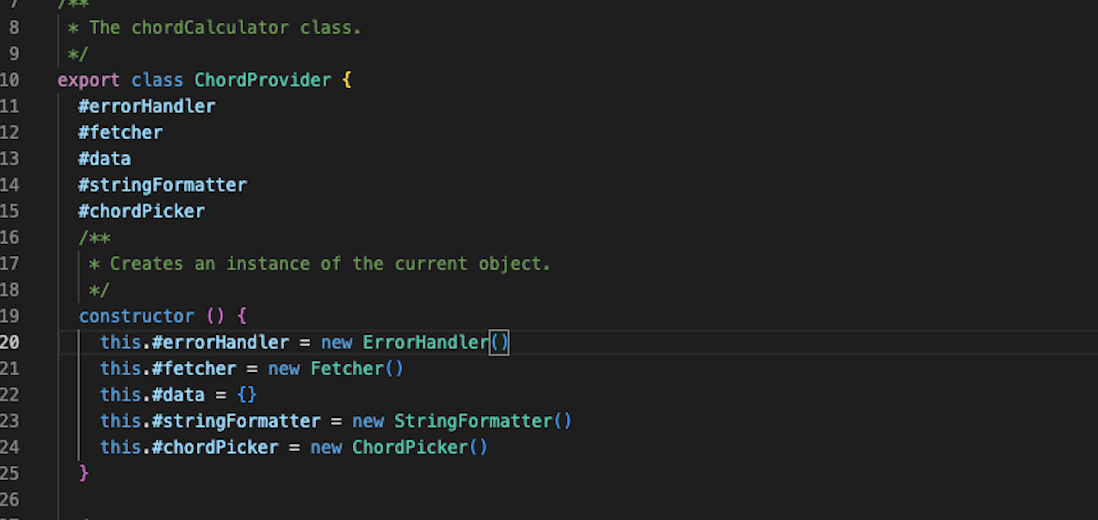 7 /**
8 * The chordCalculator class.
9 */
10 export class ChordProvider {
11 #errorHandler
12 #fetcher
13 #data
14 #stringFormatter
15 #chordPicker
16 /**
17 * Creates an instance of the current object.
18 */
19 constructor () {
20 this.#errorHandler = new ErrorHandler()
21 this.#fetcher = new Fetcher()
22 this.#data = {}
23 this.#stringFormatter = new StringFormatter()
24 this.#chordPicker = new ChordPicker()
25 }
26